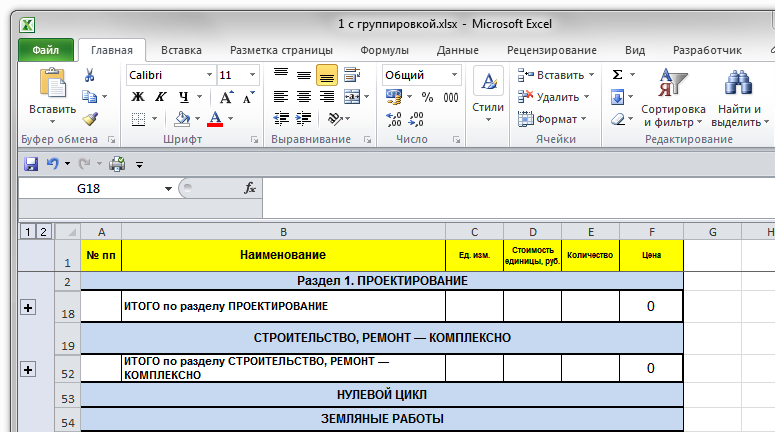 1 с группировкой.xlsx - Microsoft Excel
Файл Главная Вставка Разметка страницы Формулы Данные Рецензирование Вид Разработчик
Calibri 11 Общий Вставить Σ
Вставить Ж К Ч A A % 000 Стили Удалить Сортировка и фильтр Найти и выделить
A ,0 ,00 ,00 ,0 Формат
Буфер обмена Шрифт Выравнивание Число Ячейки Редактирование
G18 fx
1 2 A B C D E F G H
1 № пп Наименование Ед. изм. Стоимость единицы, руб. Количество Цена
2 Раздел 1. ПРОЕКТИРОВАНИЕ
+ 18 ИТОГО по разделу ПРОЕКТИРОВАНИЕ 0
19 СТРОИТЕЛЬСТВО, РЕМОНТ — КОМПЛЕКСНО
+ 52 ИТОГО по разделу СТРОИТЕЛЬСТВО, РЕМОНТ — 0
КОМПЛЕКСНО
53 НУЛЕВОЙ ЦИКЛ
54 ЗЕМЛЯНЫЕ РАБОТЫ